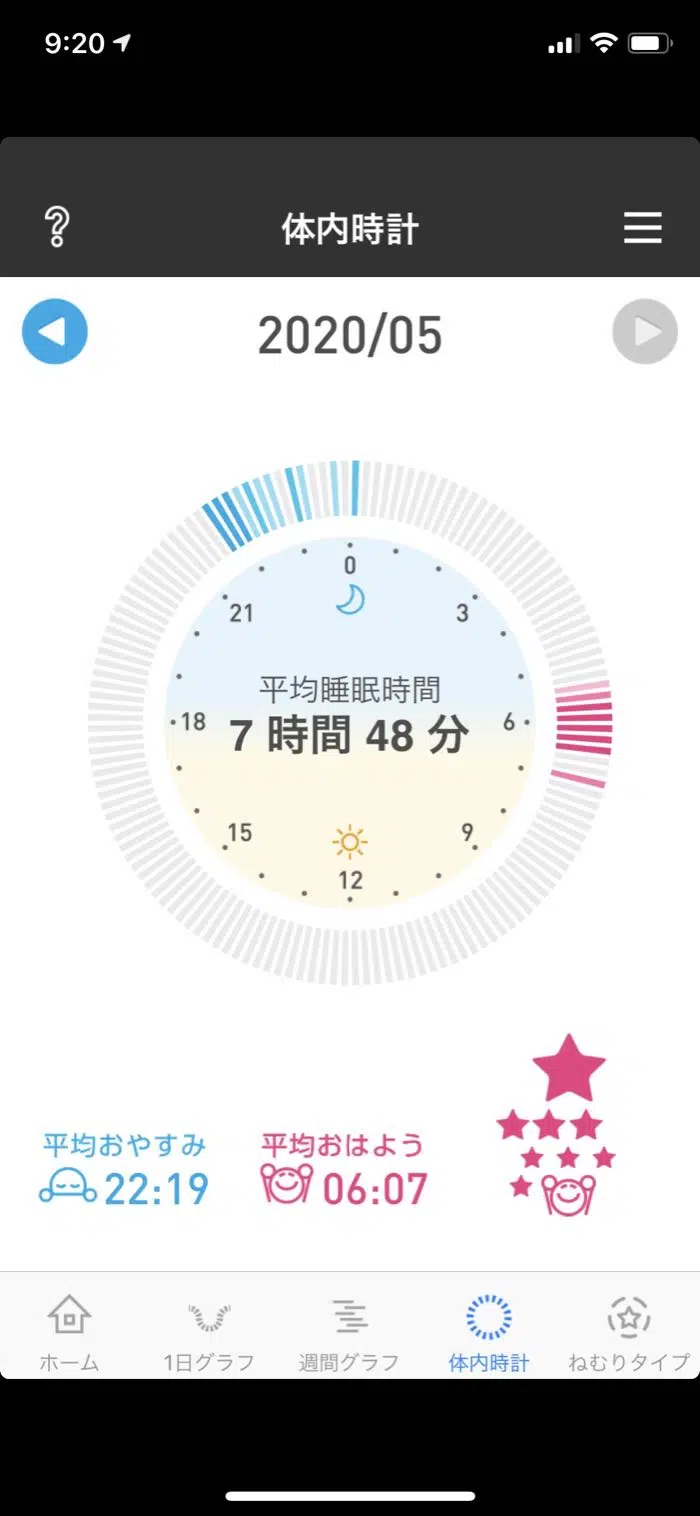 9:20
体内時計
2020/05
0
21
3
平均睡眠時間
18
7 時間 48 分
6
15
9
12
平均おやすみ
22:19
平均おはよう
06:07
ホーム
1日グラフ
週間グラフ
体内時計
ねむりタイプ